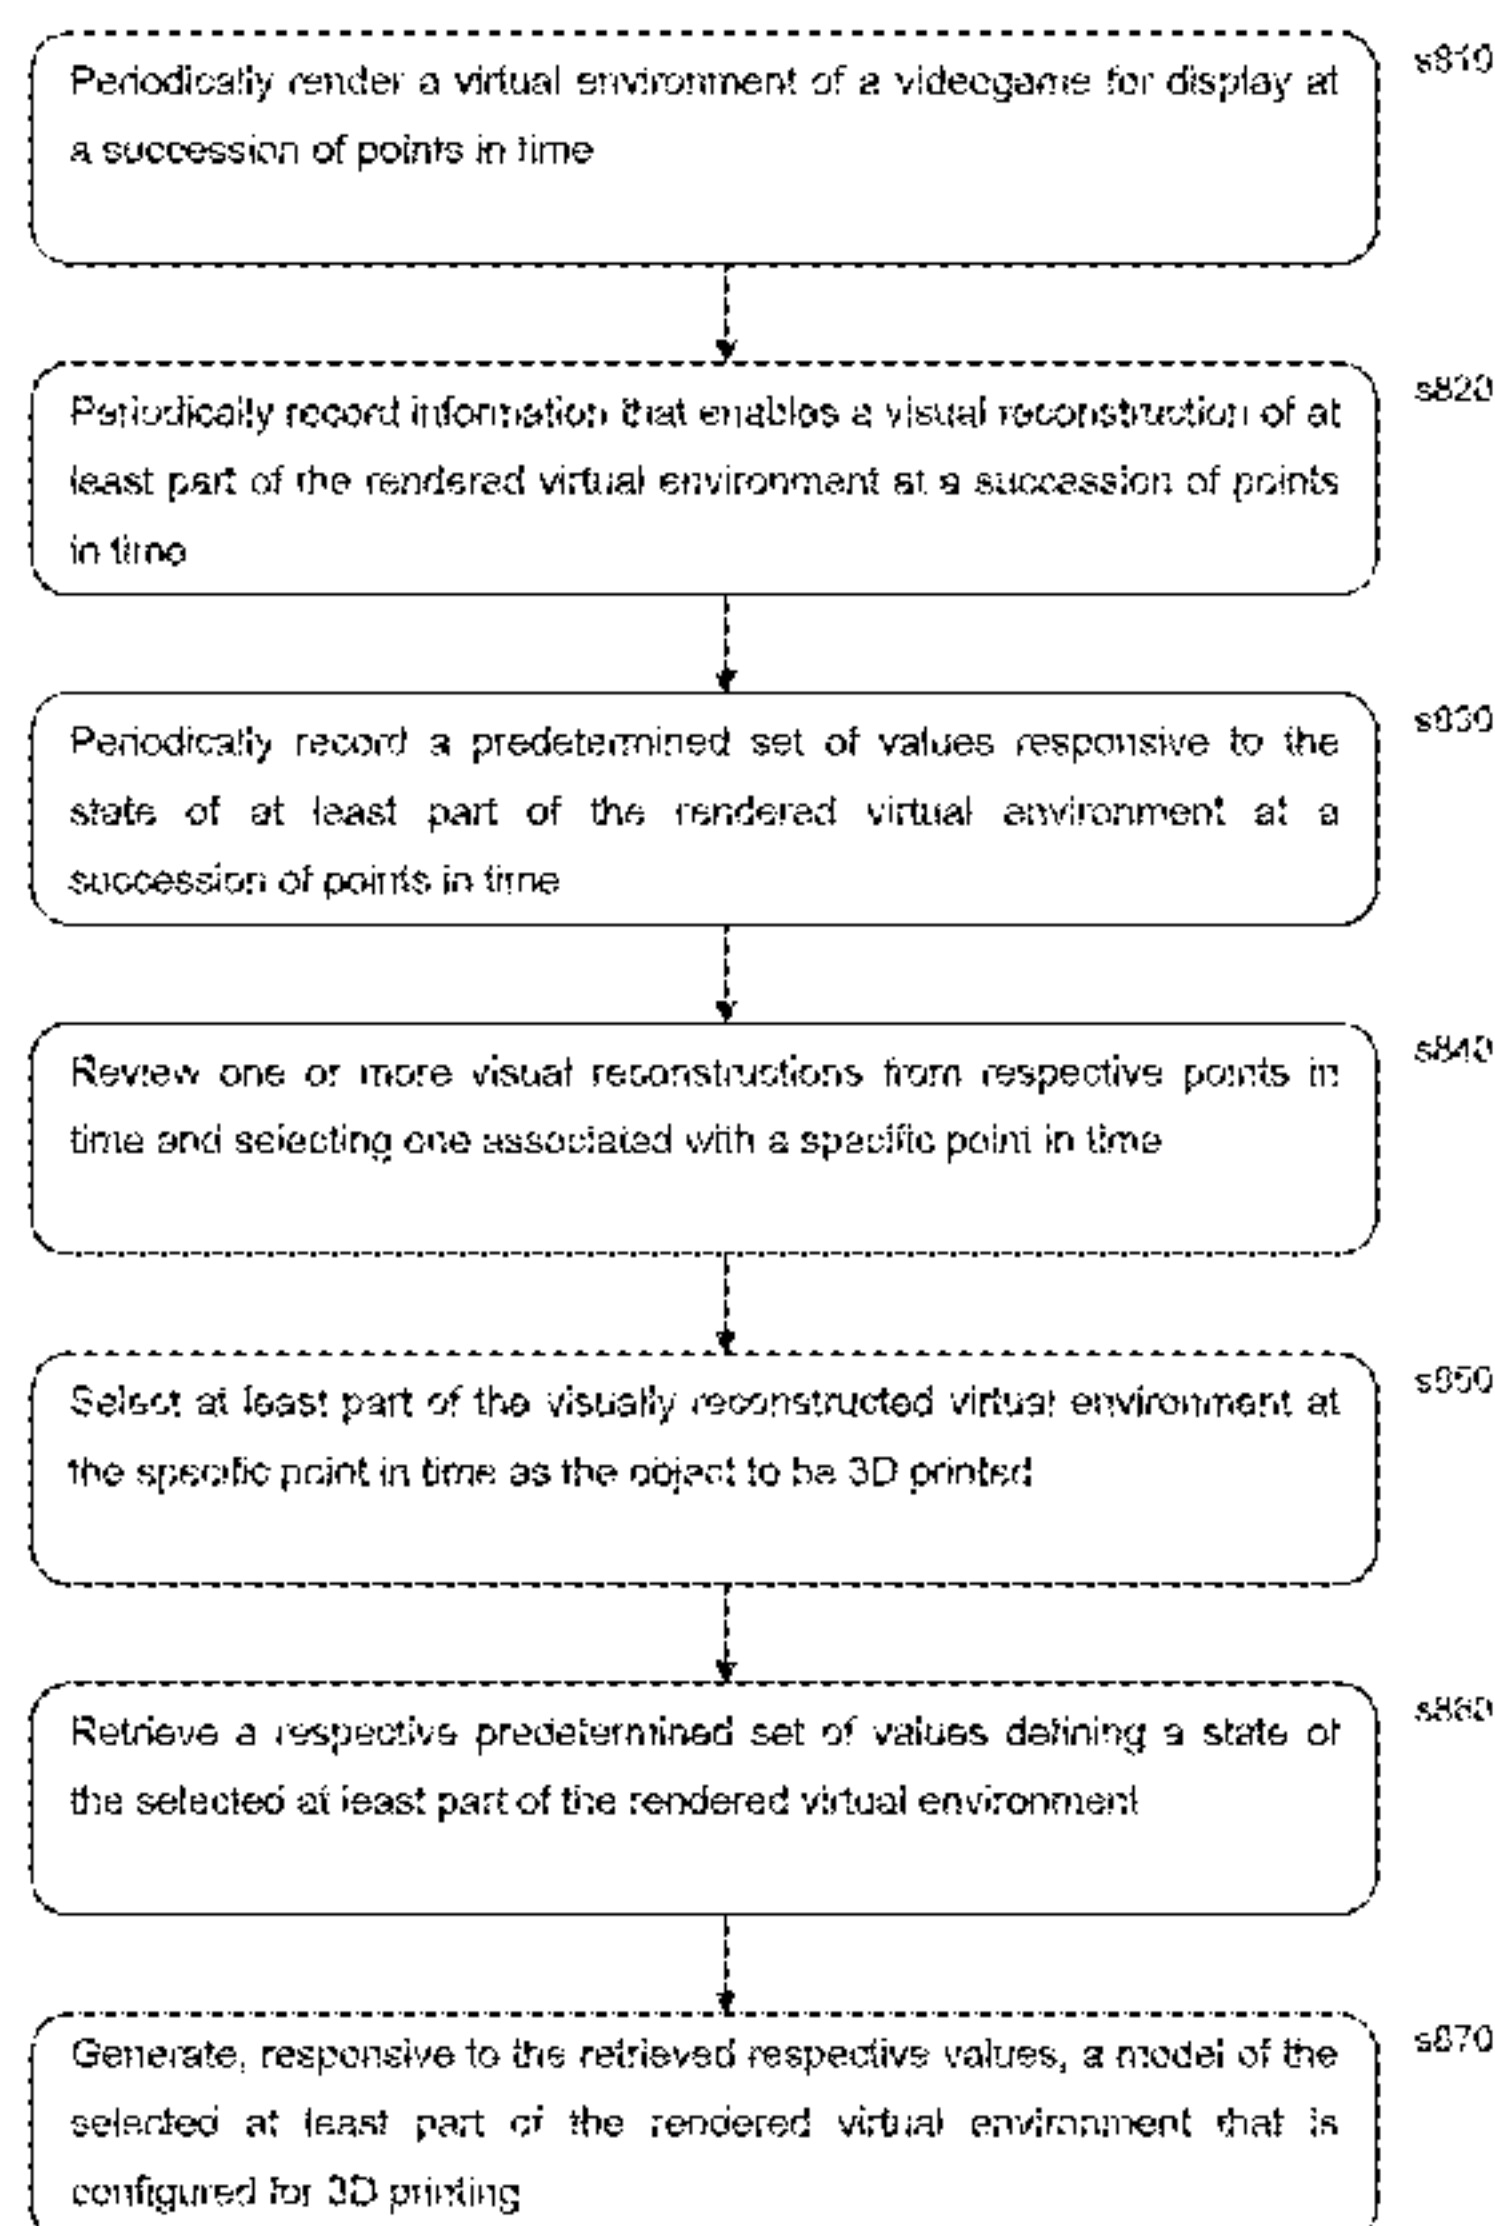 Periodically render a virtual environment of a videogame for display at
s810
a succession of points in time
Periodically record information that enables a visual reconstruction of at
s820
least part of the rendered virtual environment at a succession of points
in time
Periodically record a predetermined set of values responsive to the
s830
state of at least part of the rendered virtual environment at a
succession of points in time
Review one or more visual reconstructions from respective points in
s840
time and selecting one associated with a specific point in time
Select at least part of the visually reconstructed virtual environment at
s850
the specific point in time as the object to be 3D printed
Retrieve a respective predetermined set of values defining a state of
s860
the selected at least part of the rendered virtual environment
Generate, responsive to the retrieved respective values, a model of the
s870
selected at least part of the rendered virtual environment that is
configured for 3D printing